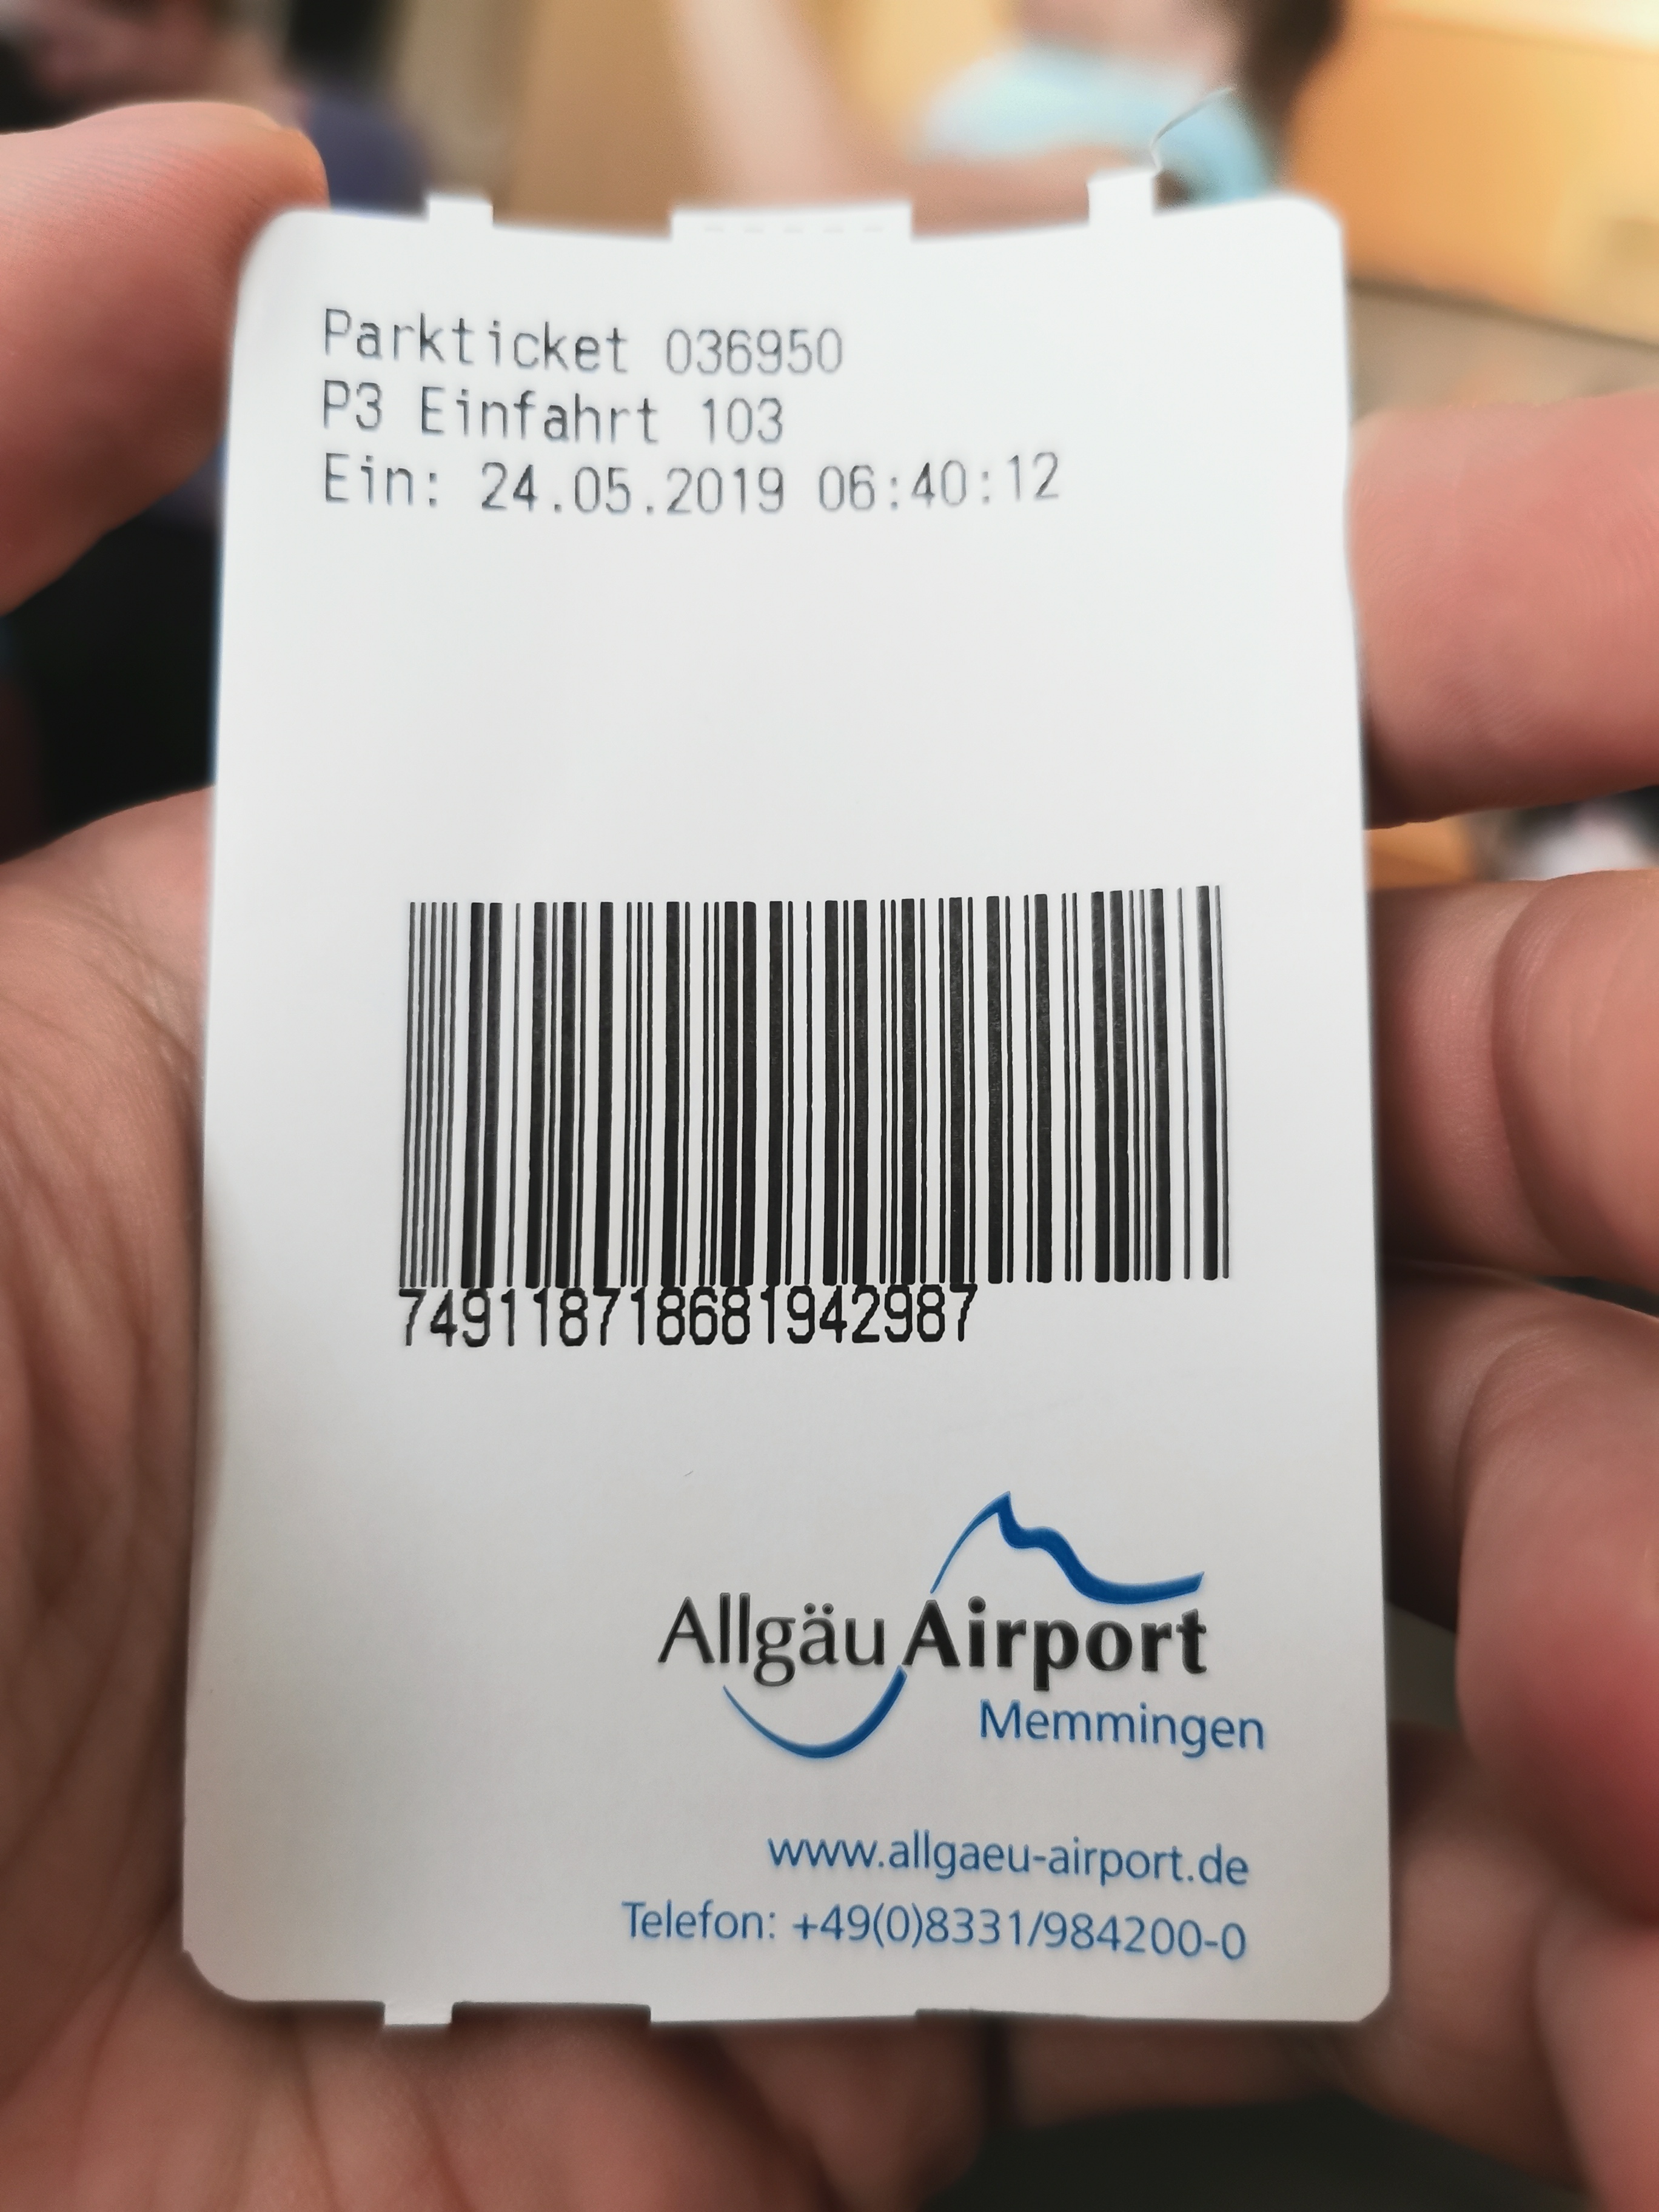 Parkticket 036950
P3 Einfahrt 103
Ein: 24.05.2019 06:40:12
749118718681942987
Allgäu Airport
Memmingen
www.allgaeu-airport.de
Telefon: +49(0)8331/984200-0